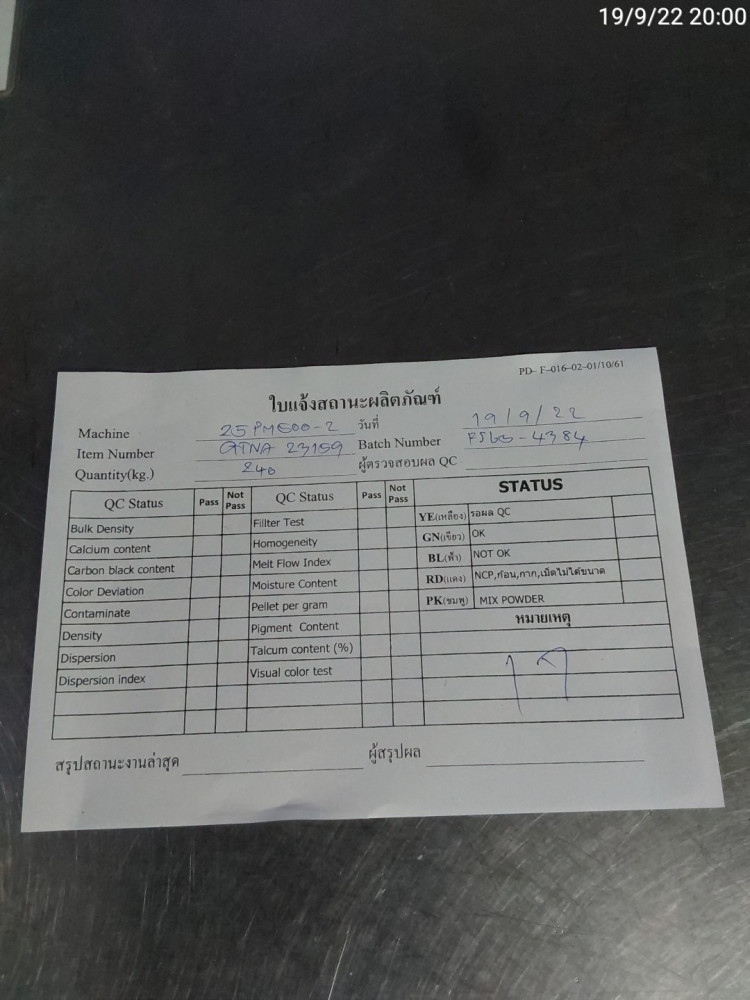 19/9/22 20:00
PD- F-016-02-01/10/61
ใบแจ้งสถานะผลิตภัณฑ์
Machine 25PM500-2 วันที่ 19/9/22
Item Number 23159 Batch Number -4384
Quantity(kg.) 240 ผู้ตรวจสอบผล QC
QC Status Pass Not Pass QC Status Pass Not Pass STATUS
Bulk Density Fillter Test YE(เหลือง) รอผล QC
Calcium content Homogeneity GN(เขียว) OK
Carbon black content Melt Flow Index BL(ฟ้า) NOT OK
Color Deviation Moisture Content RD(แดง) NCP,ก้อน,กาก,เม็ดไม่ได้ขนาด
Contaminate Pellet per gram PK(ชมพู) MIX POWDER
Density Pigment Content หมายเหตุ
Dispersion Talcum content (%)
Dispersion index Visual color test
สรุปสถานะงานล่าสุด ผู้สรุปผล